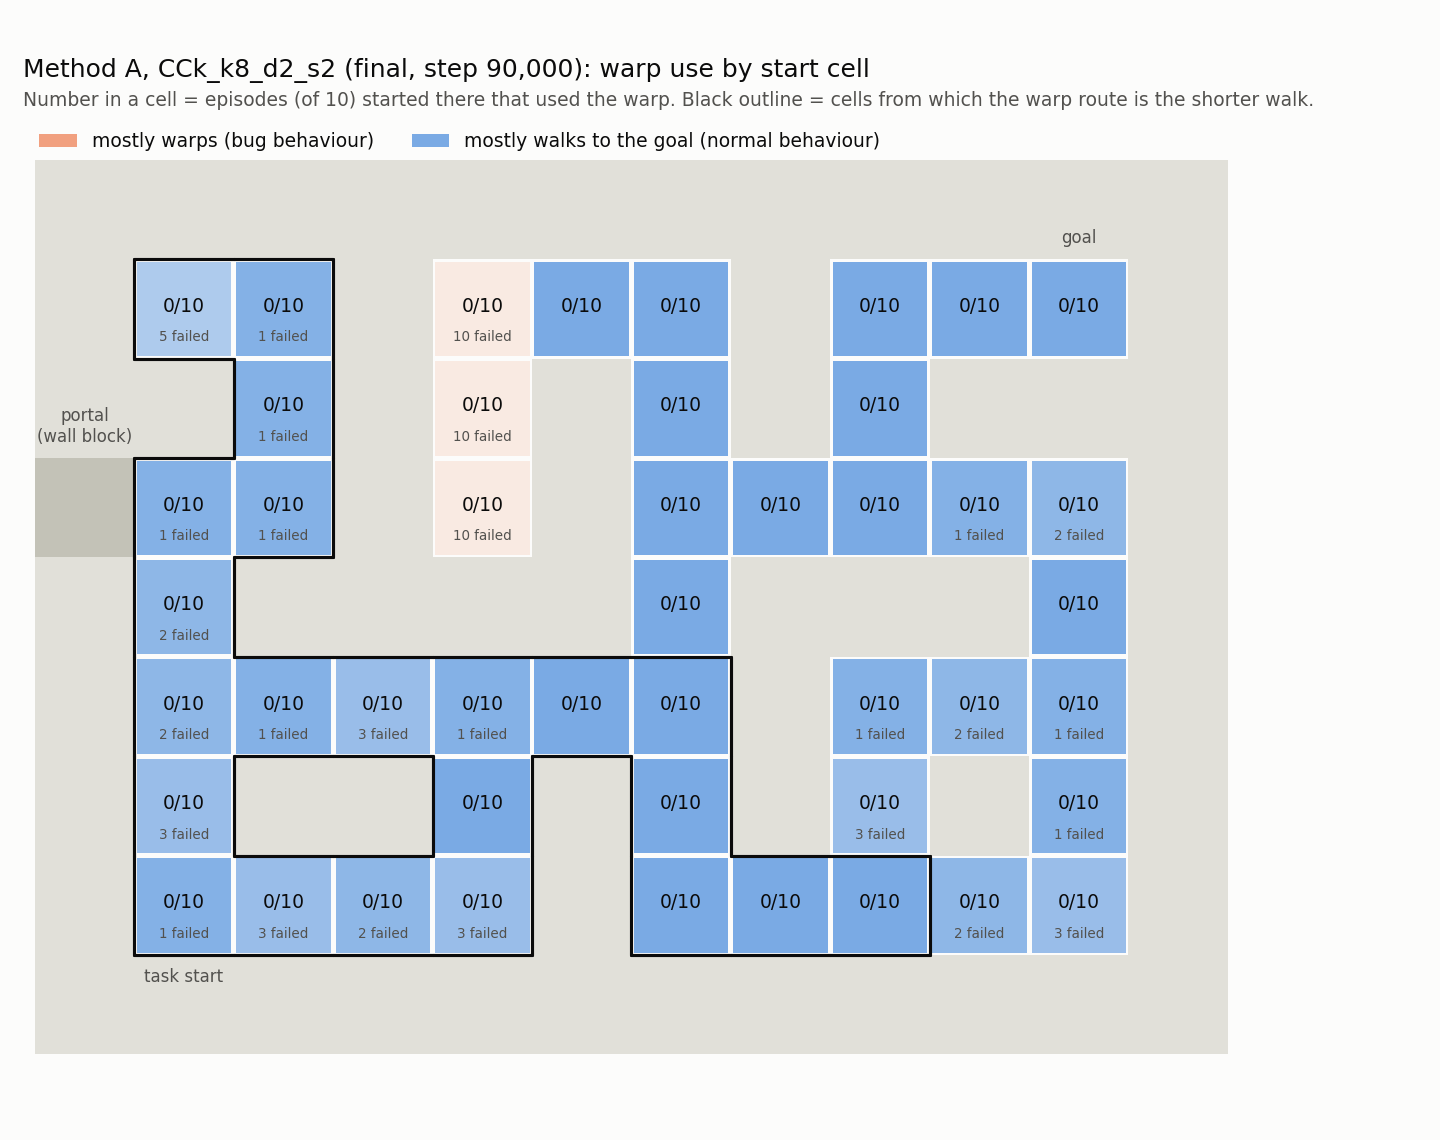 Method A, CCk_k8_d2_s2 (final, step 90,000): warp use by start cell
Number in a cell = episodes (of 10) started there that used the warp. Black outline = cells from which the warp route is the shorter walk.
mostly warps (bug behaviour) mostly walks to the goal (normal behaviour)
goal
0/10 0/10 0/10 0/10 0/10 0/10 0/10 0/10
5 failed 1 failed 10 failed
0/10 0/10 0/10 0/10
1 failed 10 failed
portal
(wall block)
0/10 0/10 0/10 0/10 0/10 0/10 0/10 0/10
1 failed 1 failed 10 failed 1 failed 2 failed
0/10 0/10 0/10
2 failed
0/10 0/10 0/10 0/10 0/10 0/10 0/10 0/10 0/10
2 failed 1 failed 3 failed 1 failed 1 failed 2 failed 1 failed
0/10 0/10 0/10 0/10 0/10
3 failed 3 failed 1 failed
0/10 0/10 0/10 0/10 0/10 0/10 0/10 0/10 0/10
1 failed 3 failed 2 failed 3 failed 2 failed 3 failed
task start